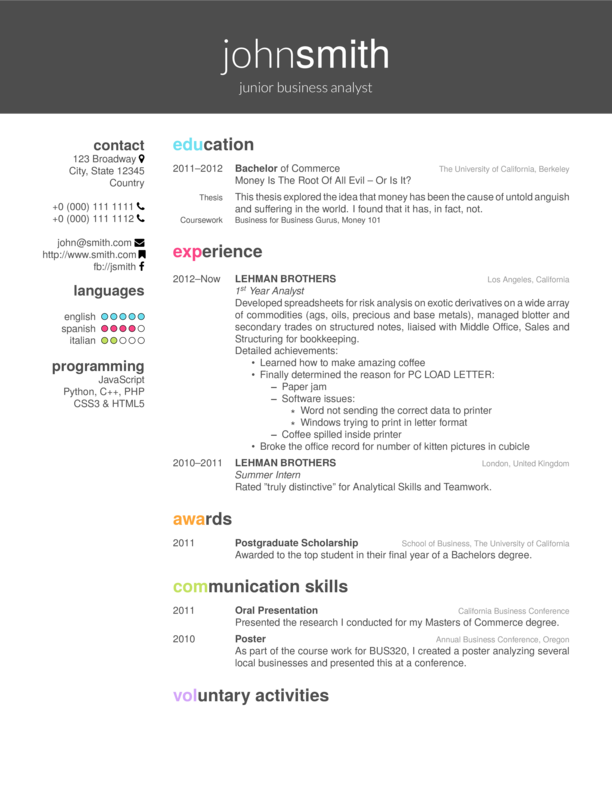 johnsmith
junior business analyst
contact
123 Broadway
City, State 12345
Country
+0 (000) 111 1111
+0 (000) 111 1112
john@smith.com
http://www.smith.com
fb://jsmith
languages
english
spanish
italian
programming
JavaScript
Python, C++, PHP
CSS3 & HTML5
education
2011–2012 Bachelor of Commerce The University of California, Berkeley
Money Is The Root Of All Evil – Or Is It?
Thesis This thesis explored the idea that money has been the cause of untold anguish
and suffering in the world. I found that it has, in fact, not.
Coursework Business for Business Gurus, Money 101
experience
2012–Now LEHMAN BROTHERS Los Angeles, California
1st Year Analyst
Developed spreadsheets for risk analysis on exotic derivatives on a wide array
of commodities (ags, oils, precious and base metals), managed blotter and
secondary trades on structured notes, liaised with Middle Office, Sales and
Structuring for bookkeeping.
Detailed achievements:
• Learned how to make amazing coffee
• Finally determined the reason for PC LOAD LETTER:
– Paper jam
– Software issues:
* Word not sending the correct data to printer
* Windows trying to print in letter format
– Coffee spilled inside printer
• Broke the office record for number of kitten pictures in cubicle
2010–2011 LEHMAN BROTHERS London, United Kingdom
Summer Intern
Rated "truly distinctive" for Analytical Skills and Teamwork.
awards
2011 Postgraduate Scholarship School of Business, The University of California
Awarded to the top student in their final year of a Bachelors degree.
communication skills
2011 Oral Presentation California Business Conference
Presented the research I conducted for my Masters of Commerce degree.
2010 Poster Annual Business Conference, Oregon
As part of the course work for BUS320, I created a poster analyzing several
local businesses and presented this at a conference.
voluntary activities